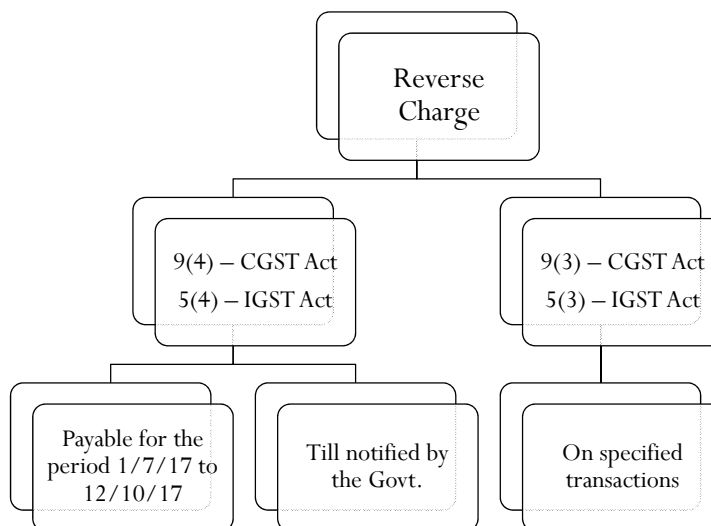 Reverse
Charge
9(4) – CGST Act
5(4) – IGST Act
9(3) – CGST Act
5(3) – IGST Act
Payable for the
period 1/7/17 to
12/10/17
Till notified by
the Govt.
On specified
transactions